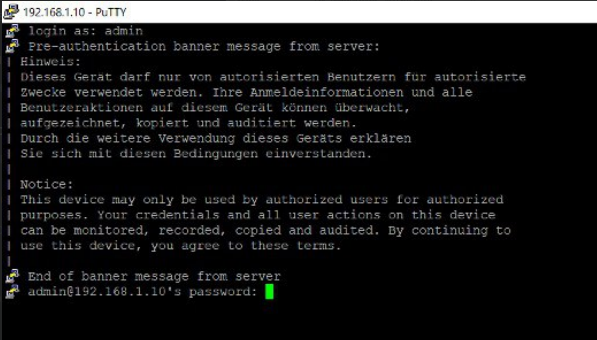 192.168.1.10 - PuTTY
login as: admin
Pre-authentication banner message from server:
| Hinweis:
| Dieses Gerät darf nur von autorisierten Benutzern für autorisierte
| Zwecke verwendet werden. Ihre Anmeldeinformationen und alle
| Benutzeraktionen auf diesem Gerät können überwacht,
| aufgezeichnet, kopiert und auditiert werden.
| Durch die weitere Verwendung dieses Geräts erklären
| Sie sich mit diesen Bedingungen einverstanden.
|
| Notice:
| This device may only be used by authorized users for authorized
| purposes. Your credentials and all user actions on this device
| can be monitored, recorded, copied and audited. By continuing to
| use this device, you agree to these terms.
|
End of banner message from server
admin@192.168.1.10's password: